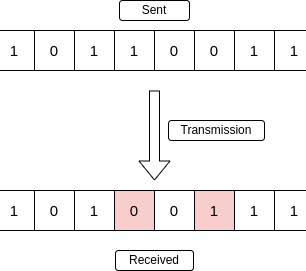 Sent
1 0 1 1 0 0 1 1
Transmission
1 0 1 0 0 1 1 1
Received